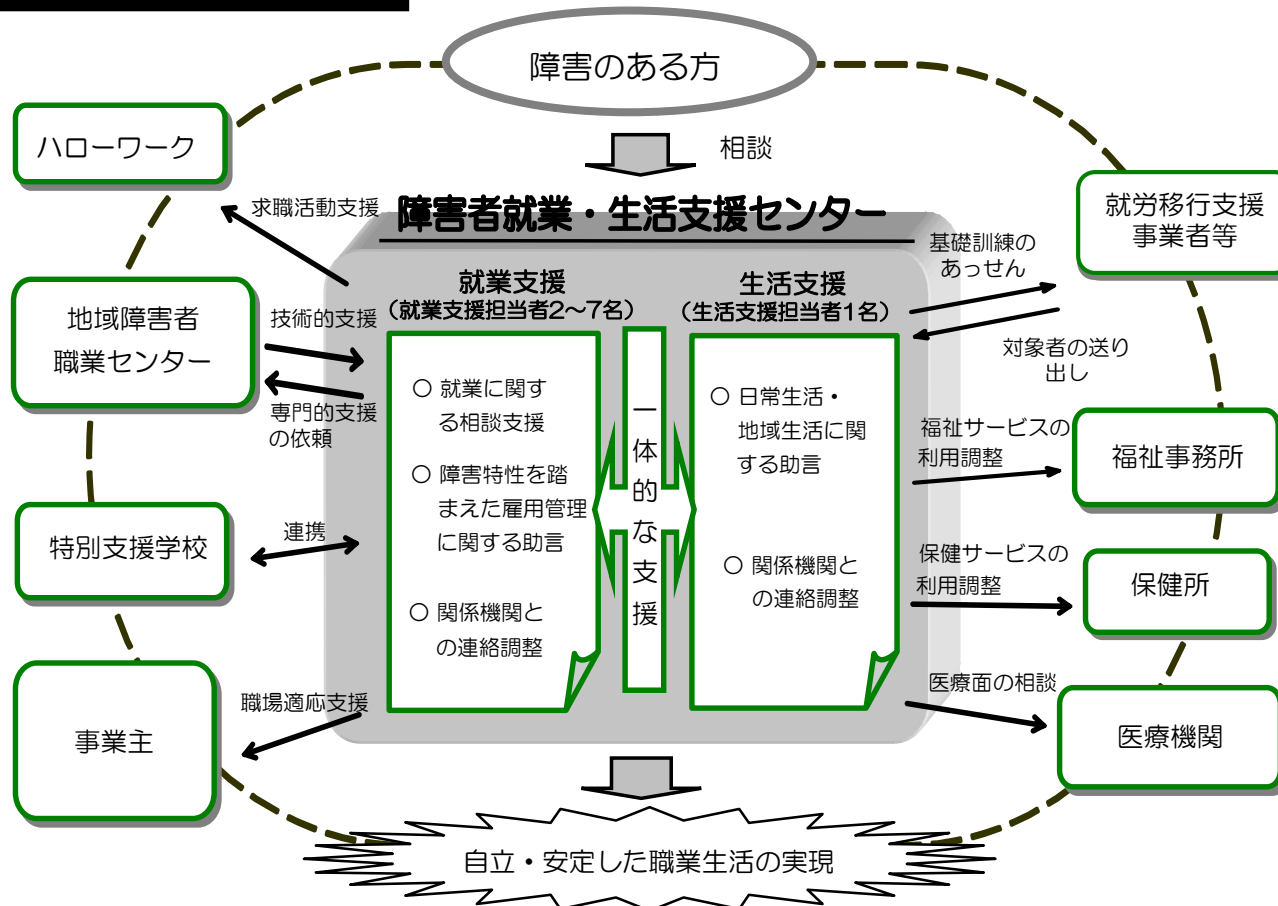 障害のある方
相談
障害者就業・生活支援センター
ハローワーク
求職活動支援
地域障害者
職業センター
技術的支援
専門的支援
の依頼
特別支援学校
連携
事業主
職場適応支援
就業支援
（就業支援担当者2～7名）
○ 就業に関す
る相談支援
○ 障害特性を踏
まえた雇用管理
に関する助言
○ 関係機関と
の連絡調整
一体的な支援
生活支援
（生活支援担当者1名）
○ 日常生活・
地域生活に関
する助言
○ 関係機関と
の連絡調整
就労移行支援
事業者等
基礎訓練の
あっせん
対象者の送り
出し
福祉サービスの
利用調整
福祉事務所
保健サービスの
利用調整
保健所
医療面の相談
医療機関
自立・安定した職業生活の実現